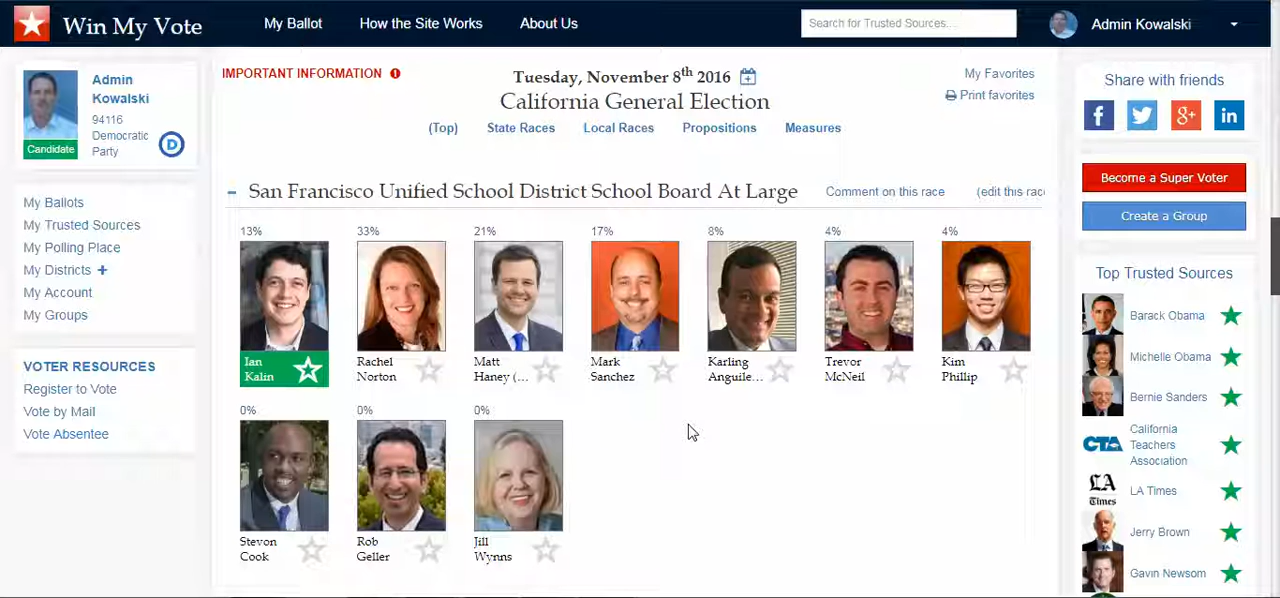 Win My Vote
My Ballot
How the Site Works
About Us
Search for Trusted Sources...
Admin Kowalski
Admin
Kowalski
94116
Democratic
Party
D
Candidate
My Ballots
My Trusted Sources
My Polling Place
My Districts +
My Account
My Groups
VOTER RESOURCES
Register to Vote
Vote by Mail
Vote Absentee
IMPORTANT INFORMATION
Tuesday, November 8th 2016
California General Election
(Top)
State Races
Local Races
Propositions
Measures
My Favorites
Print favorites
San Francisco Unified School District School Board At Large
Comment on this race
(edit this race
13%
33%
21%
17%
8%
4%
4%
Ian
Kalin
Rachel
Norton
Matt
Haney (...
Mark
Sanchez
Karling
Anguile...
Trevor
McNeil
Kim
Phillip
0%
0%
0%
Stevon
Cook
Rob
Geller
Jill
Wynns
Share with friends
f
g+
in
Become a Super Voter
Create a Group
Top Trusted Sources
Barack Obama
Michelle Obama
Bernie Sanders
CTA
California
Teachers
Association
LA
Times
LA Times
Jerry Brown
Gavin Newsom